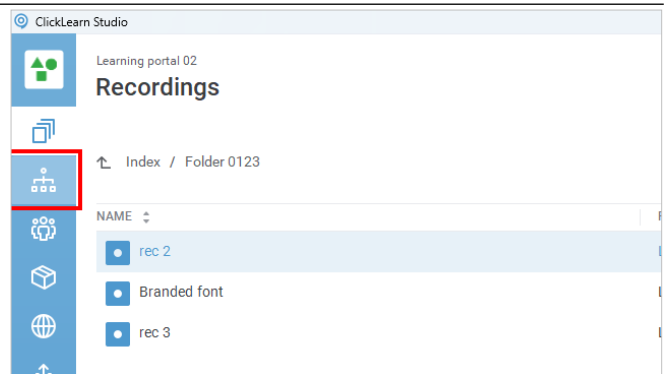 ClickLearn Studio
Learning portal 02
Recordings
Index / Folder 0123
NAME
rec 2
Branded font
rec 3